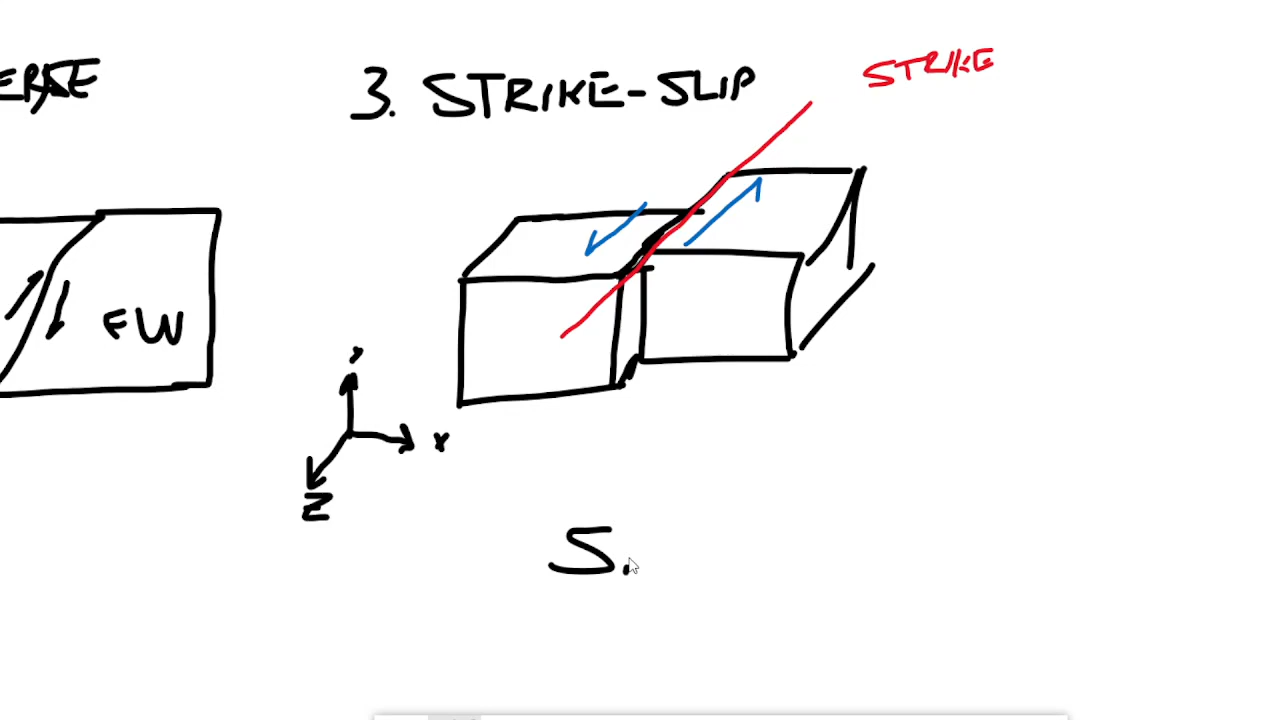 3. STRIKE-SLIP
STRIKE
FW
Y
X
Z
S.